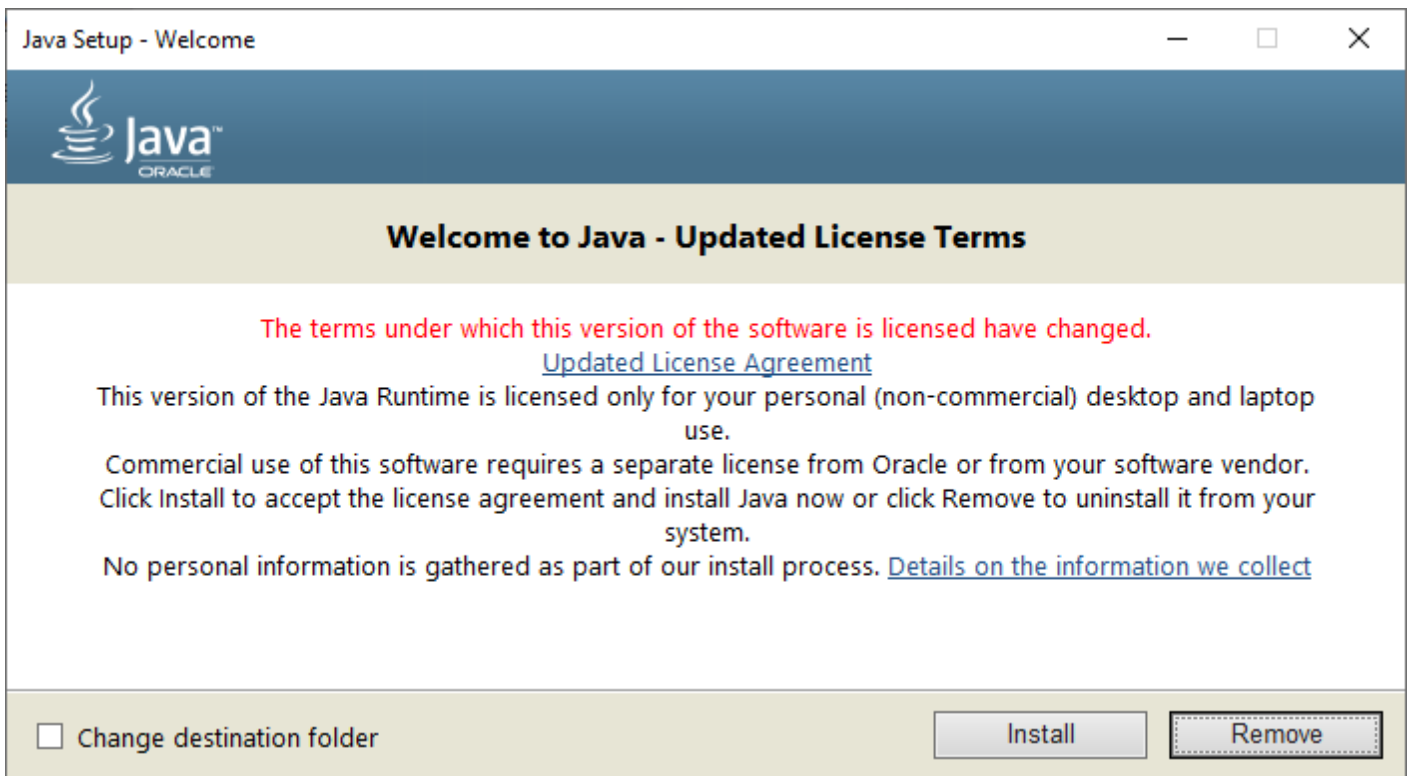 Java Setup - Welcome
Java™
ORACLE
Welcome to Java - Updated License Terms
The terms under which this version of the software is licensed have changed.
Updated License Agreement
This version of the Java Runtime is licensed only for your personal (non-commercial) desktop and laptop
use.
Commercial use of this software requires a separate license from Oracle or from your software vendor.
Click Install to accept the license agreement and install Java now or click Remove to uninstall it from your
system.
No personal information is gathered as part of our install process. Details on the information we collect
Change destination folder
Install
Remove